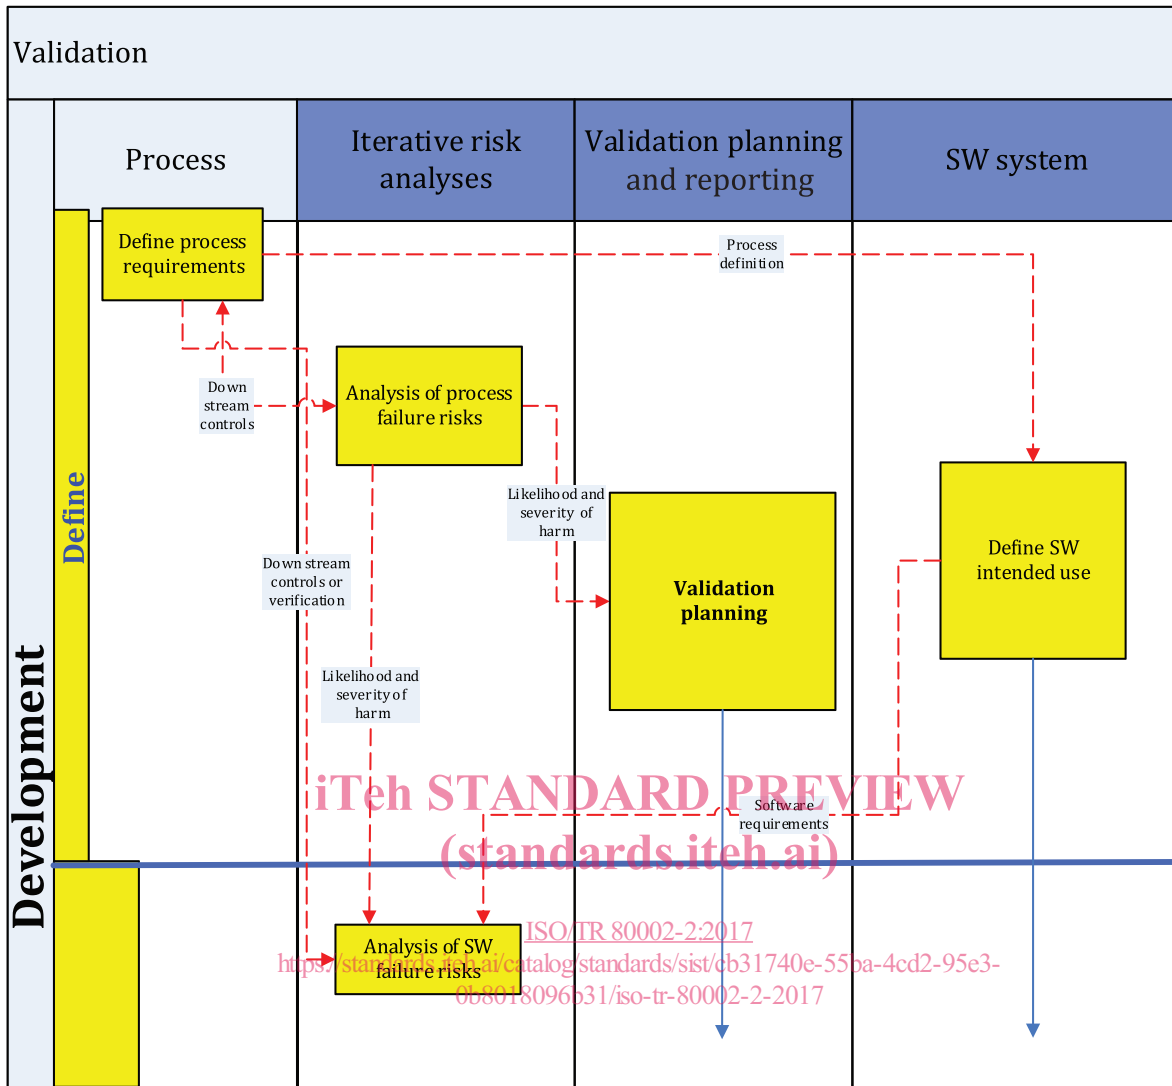 Validation
Process
Iterative risk
analyses
Validation planning
and reporting
SW system
Define process
requirements
Process
definition
Down
stream
controls
Analysis of process
failure risks
Likelihood and
severity of
harm
Define
Down stream
controls or
verification
Validation
planning
Define SW
intended use
Likelihood and
severity of
harm
Development
iTeh STANDARD PREVIEW
(standards.iteh.ai)
Software
requirements
Analysis of SW
failure risks
ISO/TR 80002-2:2017
https://standards.iteh.ai/catalog/standards/sist/cb31740e-55ba-4cd2-95e3-
0b8018096b31/iso-tr-80002-2-2017